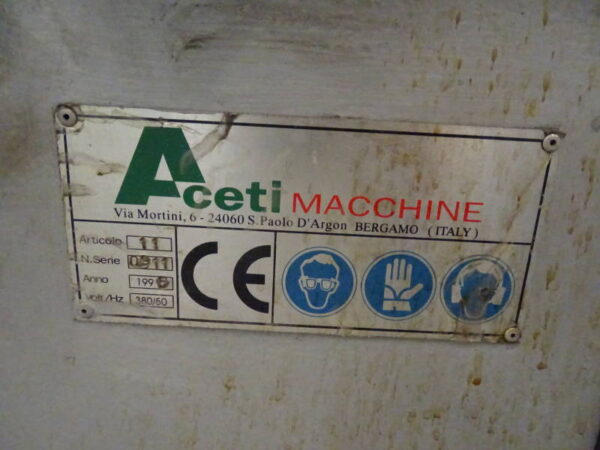 Aceti MACCHINE
Via Mortini, 6 - 24060 S.Paolo D'Argon BERGAMO (ITALY)
Articolo 11
N.Serie 0911
Anno 1996
volt/Hz 380/50
CE